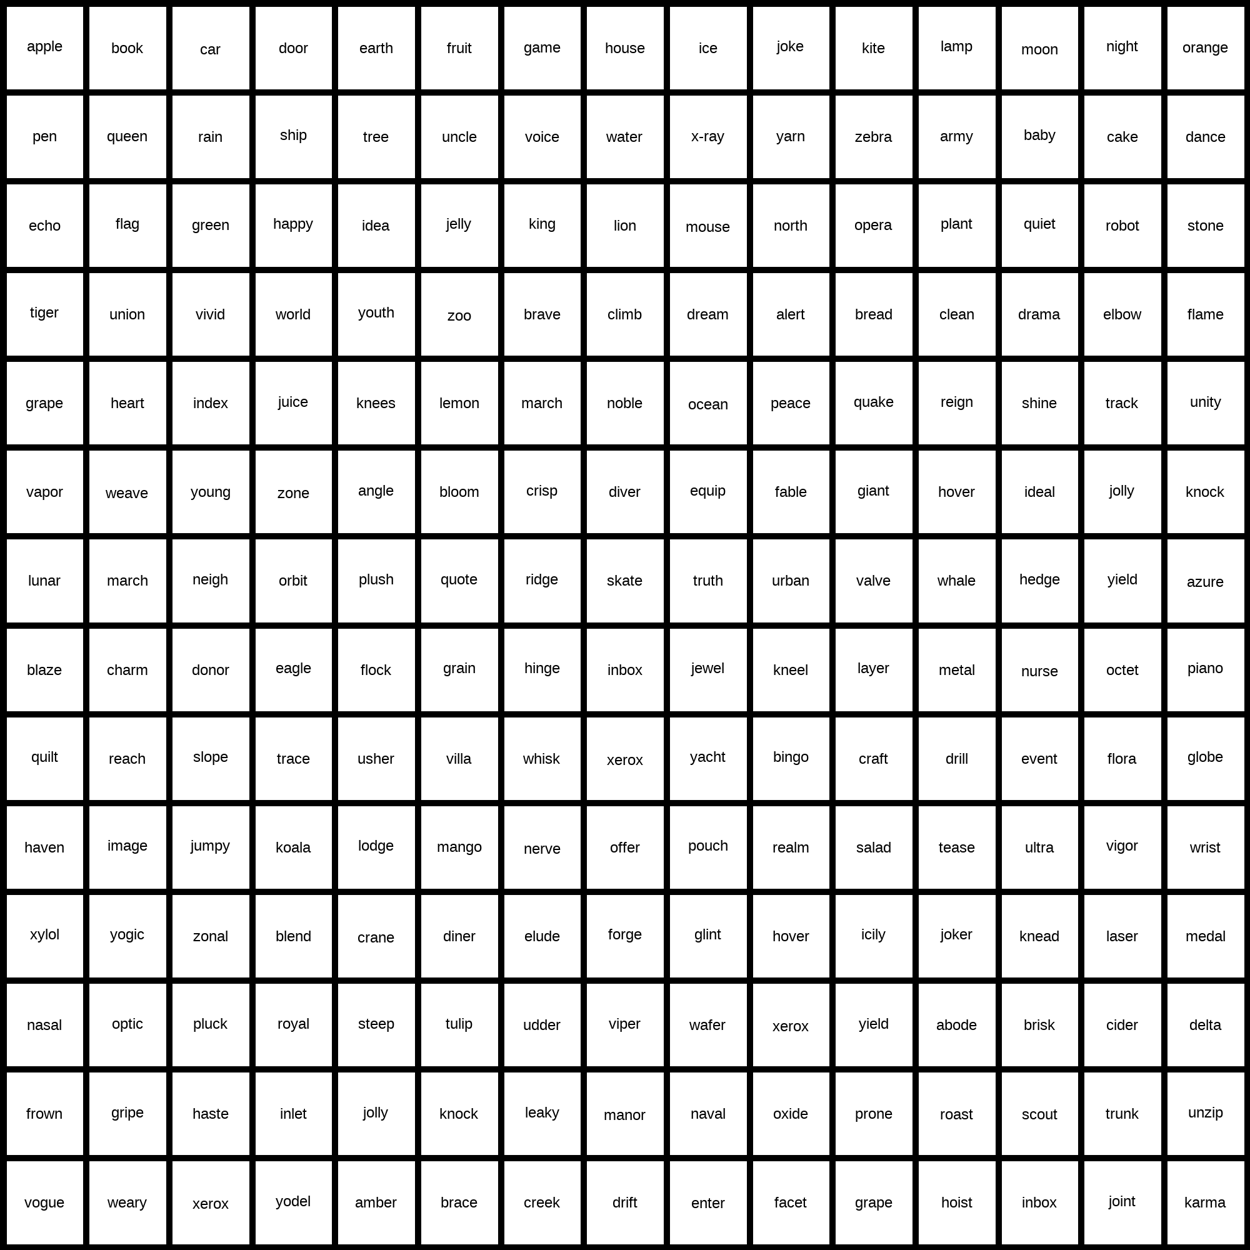 apple book car door earth fruit game house ice joke kite lamp moon night orange
pen queen rain ship tree uncle voice water x-ray yarn zebra army baby cake dance
echo flag green happy idea jelly king lion mouse north opera plant quiet robot stone
tiger union vivid world youth zoo brave climb dream alert bread clean drama elbow flame
grape heart index juice knees lemon march noble ocean peace quake reign shine track unity
vapor weave young zone angle bloom crisp diver equip fable giant hover ideal jolly knock
lunar march neigh orbit plush quote ridge skate truth urban valve whale hedge yield azure
blaze charm donor eagle flock grain hinge inbox jewel kneel layer metal nurse octet piano
quilt reach slope trace usher villa whisk xerox yacht bingo craft drill event flora globe
haven image jumpy koala lodge mango nerve offer pouch realm salad tease ultra vigor wrist
xylol yogic zonal blend crane diner elude forge glint hover icily joker knead laser medal
nasal optic pluck royal steep tulip udder viper wafer xerox yield abode brisk cider delta
frown gripe haste inlet jolly knock leaky manor naval oxide prone roast scout trunk unzip
vogue weary xerox yodel amber brace creek drift enter facet grape hoist inbox joint karma